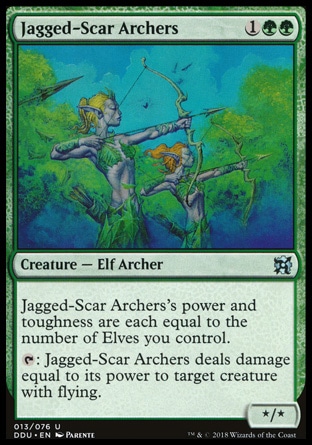 Jagged-Scar Archers 1
Creature — Elf Archer
Jagged-Scar Archers's power and
toughness are each equal to the
number of Elves you control.
: Jagged-Scar Archers deals damage
equal to its power to target creature
with flying.
*/*
013/076 U
DDU • EN Parente
™ & © 2018 Wizards of the Coast